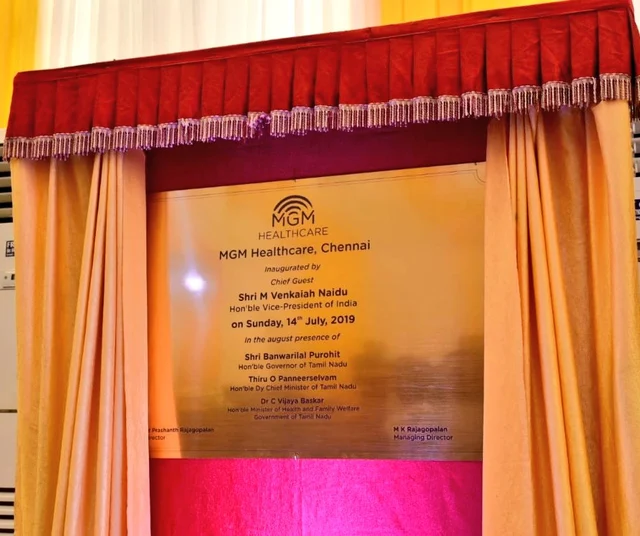 MGM
HEALTHCARE
MGM Healthcare, Chennai
Inaugurated by
Chief Guest
Shri M Venkaiah Naidu
Hon'ble Vice-President of India
on Sunday, 14th July, 2019
In the august presence of
Shri Banwarilal Purohit
Hon'ble Governor of Tamil Nadu
Thiru O Panneerselvam
Hon'ble Dy Chief Minister of Tamil Nadu
Dr C Vijaya Baskar
Hon'ble Minister of Health and Family Welfare
Government of Tamil Nadu
Prashanth Rajagopalan
M K Rajagopalan
Managing Director